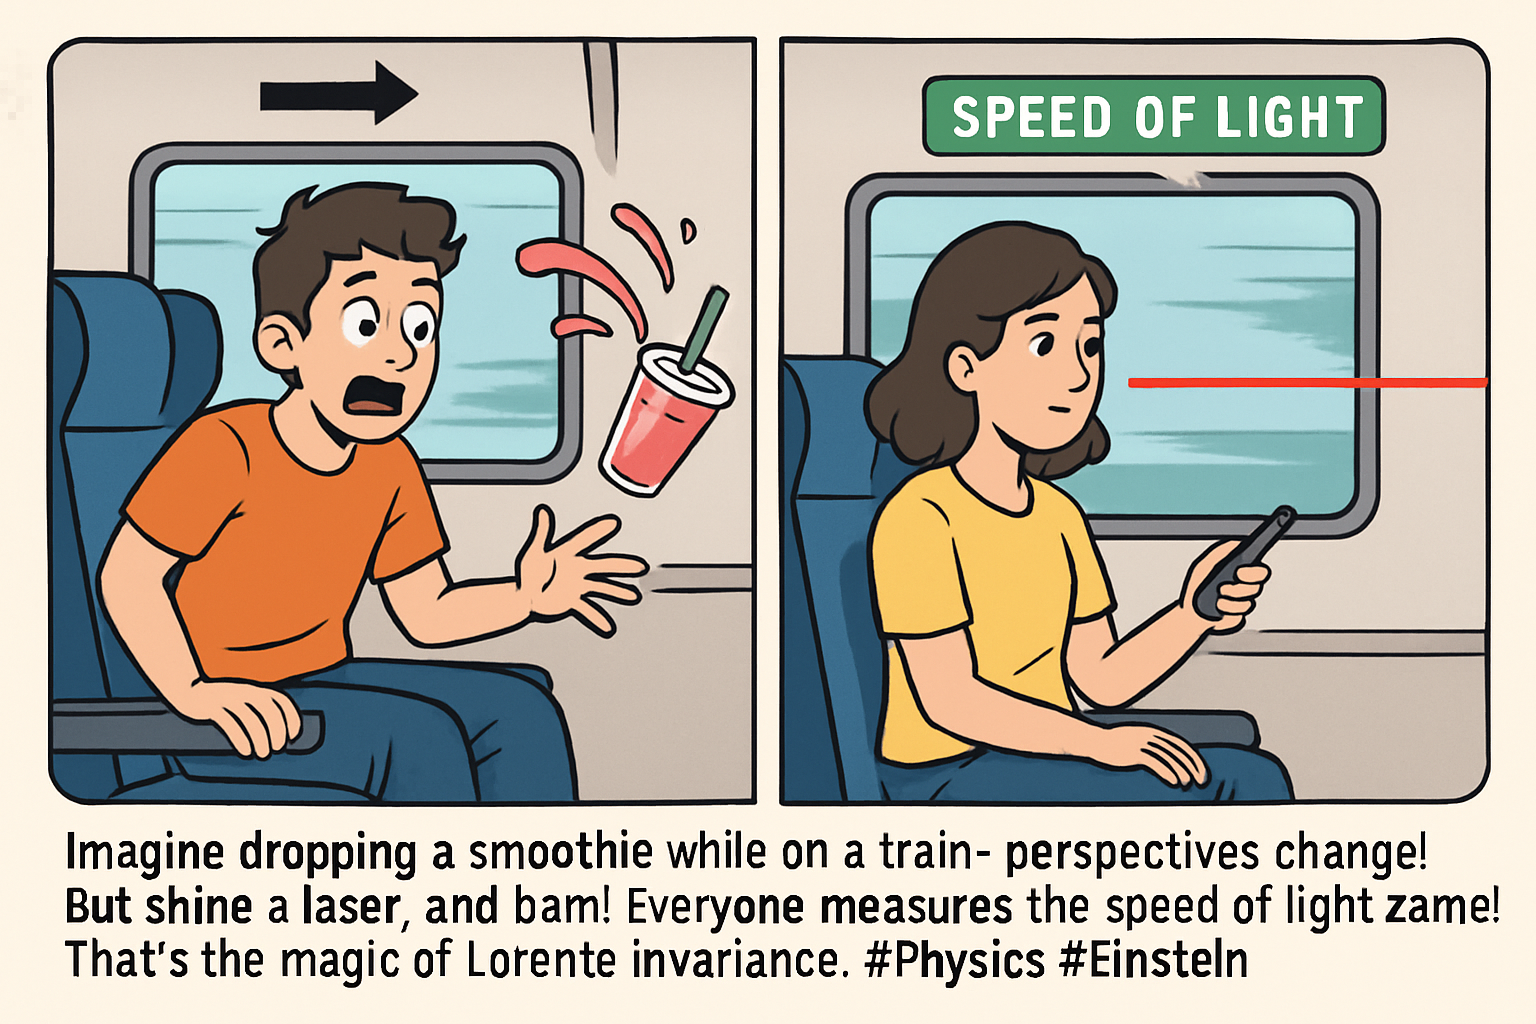 SPEED OF LIGHT
Imagine dropping a smoothie while on a train- perspectives change!
But shine a laser, and bam! Everyone measures the speed of light zame!
That's the magic of Lorente invariance. #Physics #Einsteln